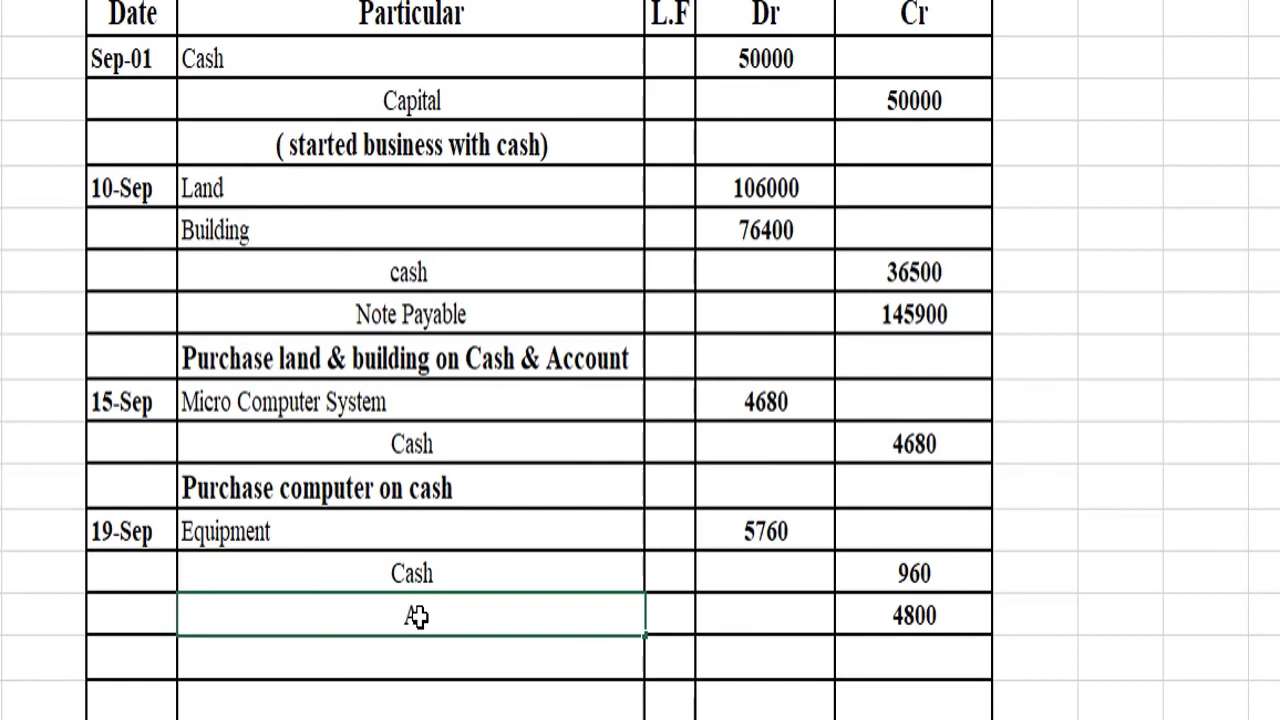 Date Particular L.F Dr Cr
Sep-01 Cash 50000
Capital 50000
( started business with cash)
10-Sep Land 106000
Building 76400
cash 36500
Note Payable 145900
Purchase land & building on Cash & Account
15-Sep Micro Computer System 4680
Cash 4680
Purchase computer on cash
19-Sep Equipment 5760
Cash 960
4800